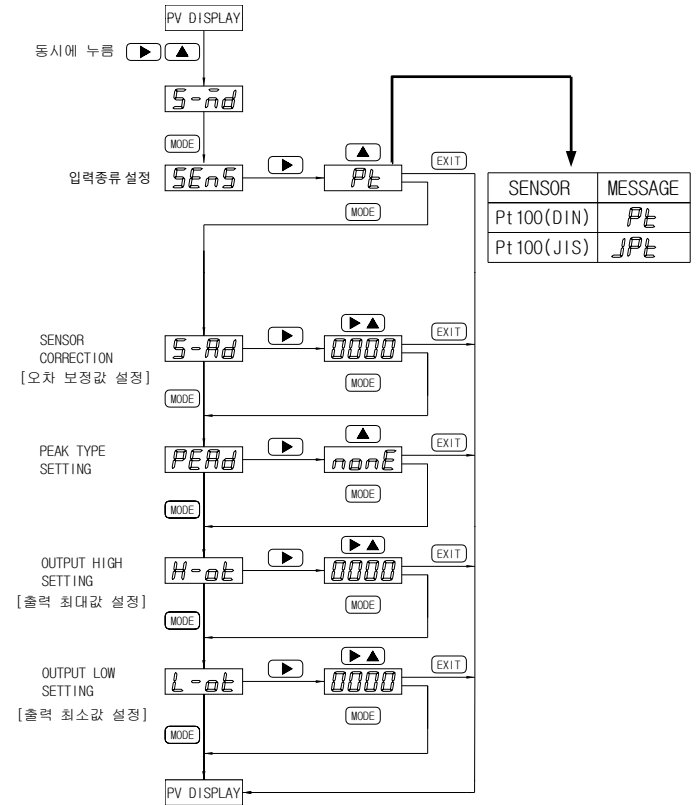 PV DISPLAY
동시에 누름 ▶ ▲
S-md
MODE
입력종류 설정 SEnS ▶ ▲ Pt EXIT
MODE
SENSOR MESSAGE
Pt100(DIN) Pt
Pt100(JIS) JPt
SENSOR
CORRECTION
[오차 보정값 설정]
S-Ad ▶ ▶▲ 0000 EXIT
MODE
MODE
PEAK TYPE
SETTING
PEAd ▶ ▲ nonE EXIT
MODE
MODE
OUTPUT HIGH
SETTING
[출력 최대값 설정]
H-ot ▶ ▶▲ 0000 EXIT
MODE
MODE
OUTPUT LOW
SETTING
[출력 최소값 설정]
L-ot ▶ ▶▲ 0000 EXIT
MODE
MODE
PV DISPLAY